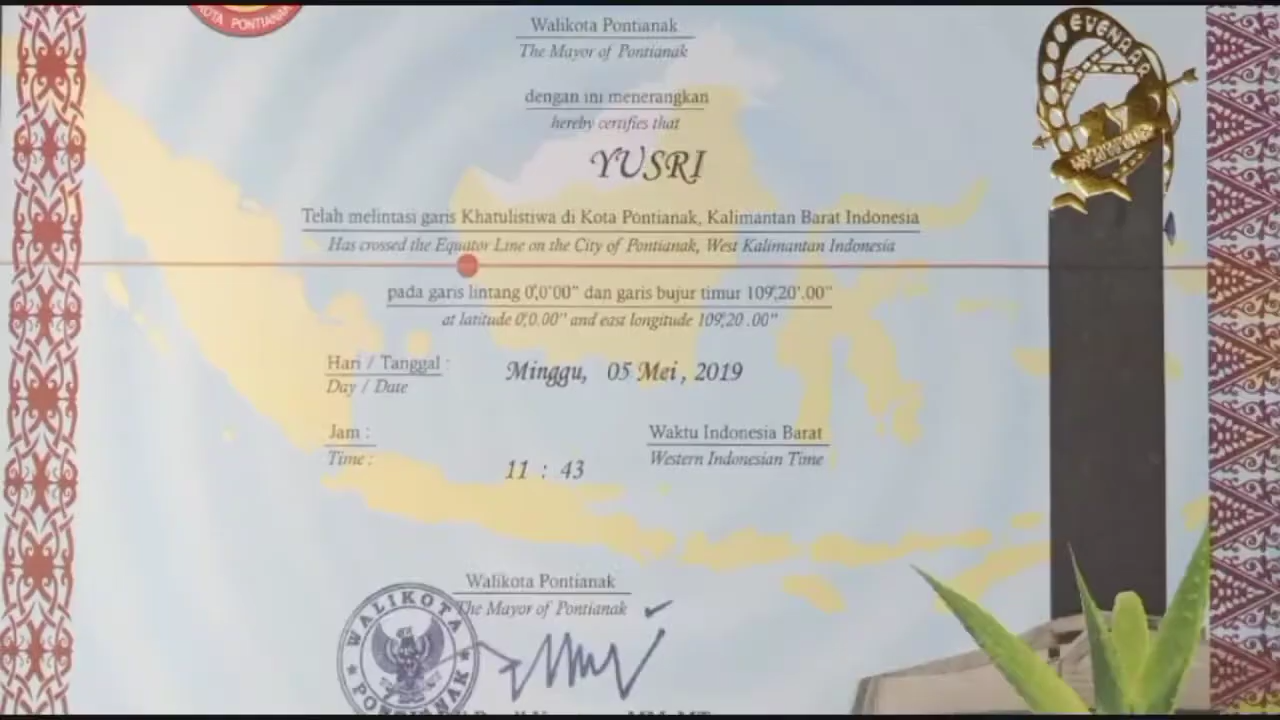 KOTA PONTIANAK
Walikota Pontianak
The Mayor of Pontianak
EVENAAR
dengan ini menerangkan
hereby certifies that
YUSRI
Telah melintasi garis Khatulistiwa di Kota Pontianak, Kalimantan Barat Indonesia
Has crossed the Equator Line on the City of Pontianak, West Kalimantan Indonesia
pada garis lintang 0°,0'00" dan garis bujur timur 109°,20'.00"
at latitude 0°,0.00" and east longitude 109°,20 .00"
Hari / Tanggal :
Day / Date
Minggu, 05 Mei , 2019
Jam :
Time :
11 : 43
Waktu Indonesia Barat
Western Indonesian Time
Walikota Pontianak
The Mayor of Pontianak
WALIKOTA
PONTIANAK